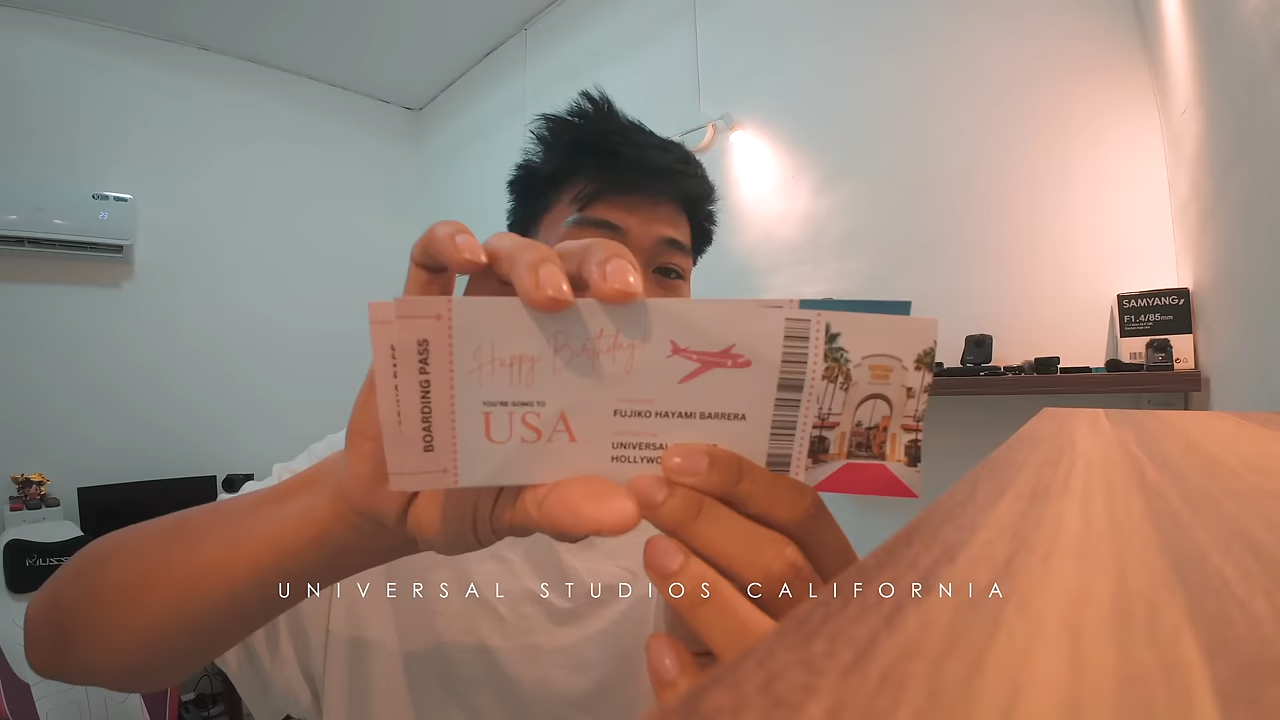 23
SAMYANG
F1.4/85mm
BOARDING PASS
Happy Birthday!
YOU'RE GOING TO
USA
FUJIKO HAYAMI BARRERA
UNIVERSAL
HOLLYWO
UNIVERSAL STUDIOS CALIFORNIA